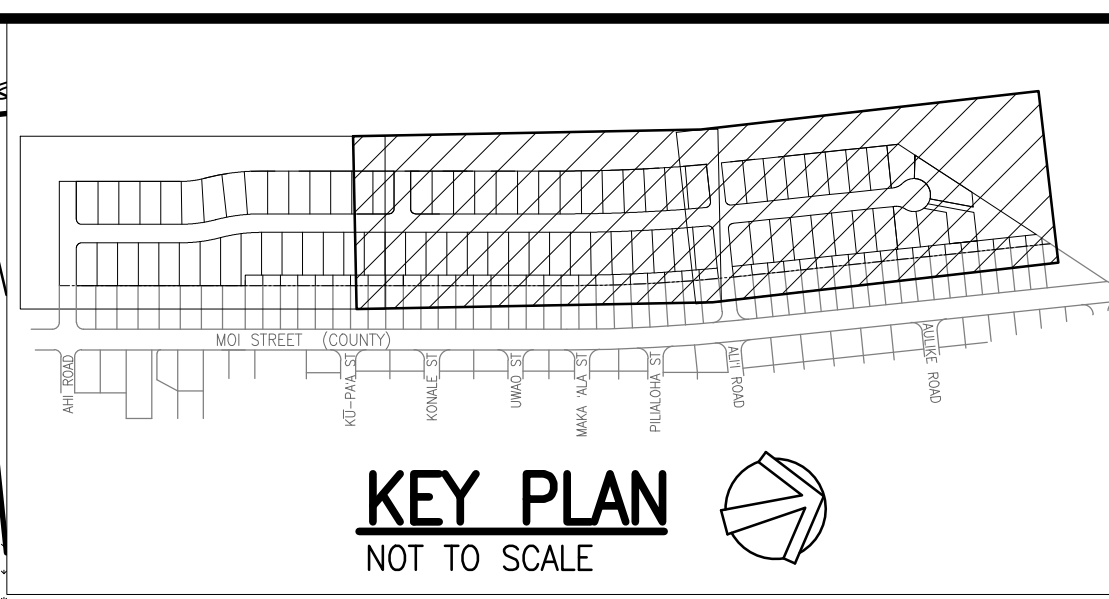 MOI STREET (COUNTY)
AHI ROAD
KŪ-PA'A ST
KONALE ST
UWAO ST
MAKA 'ALA ST
PILIALOHA ST
ALI'I ROAD
AULIKE ROAD
KEY PLAN
NOT TO SCALE